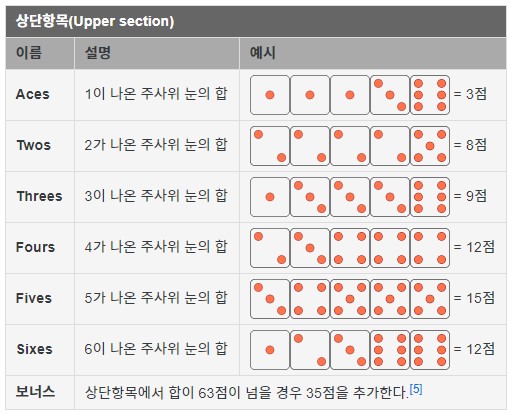 상단항목(Upper section)
이름 설명 예시
Aces 1이 나온 주사위 눈의 합 = 3점
Twos 2가 나온 주사위 눈의 합 = 8점
Threes 3이 나온 주사위 눈의 합 = 9점
Fours 4가 나온 주사위 눈의 합 = 12점
Fives 5가 나온 주사위 눈의 합 = 15점
Sixes 6이 나온 주사위 눈의 합 = 12점
보너스 상단항목에서 합이 63점이 넘을 경우 35점을 추가한다.[5]